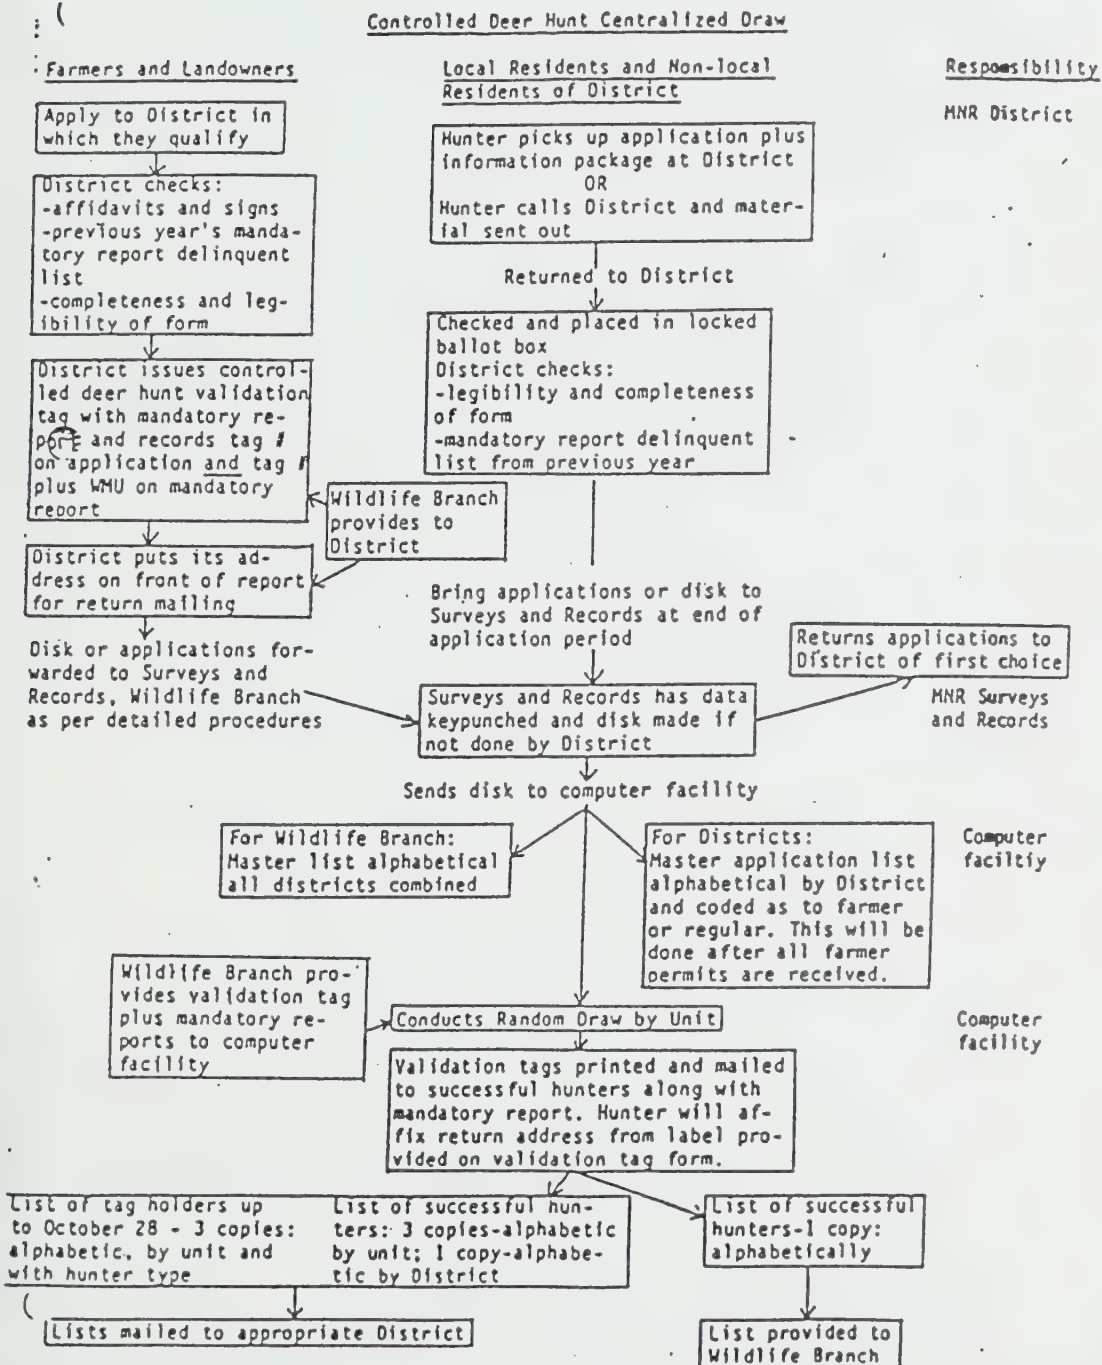 Controlled Deer Hunt Centralized Draw
Farmers and Landowners
Apply to District in
which they qualify
District checks:
-affidavits and signs
-previous year's manda-
tory report delinquent
list
-completeness and leg-
ibility of form
District issues control-
led deer hunt validation
tag with mandatory re-
port and records tag #
on application and tag #
plus WMU on mandatory
report
Wildlife Branch
provides to
District
District puts its ad-
dress on front of report
for return mailing
Disk or applications for-
warded to Surveys and
Records, Wildlife Branch
as per detailed procedures
Local Residents and Non-local
Residents of District
Hunter picks up application plus
information package at District
OR
Hunter calls District and mater-
ial sent out
Returned to District
Checked and placed in locked
ballot box
District checks:
-legibility and completeness
of form
-mandatory report delinquent
list from previous year
Bring applications or disk to
Surveys and Records at end of
application period
Surveys and Records has data
keypunched and disk made if
not done by District
Responsibility
MNR District
Returns applications to
District of first choice
MNR Surveys
and Records
Sends disk to computer facility
For Wildlife Branch:
Master list alphabetical
all districts combined
For Districts:
Master application list
alphabetical by District
and coded as to farmer
or regular. This will be
done after all farmer
permits are received.
Computer
faciltiy
Wildlife Branch pro-
vides validation tag
plus mandatory re-
ports to computer
facility
Conducts Random Draw by Unit
Computer
facility
Validation tags printed and mailed
to successful hunters along with
mandatory report. Hunter will af-
fix return address from label pro-
vided on validation tag form.
List of tag holders up
to October 28 - 3 copies:
alphabetic, by unit and
with hunter type
List of successful hun-
ters: 3 copies-alphabetic
by unit; 1 copy-alphabe-
tic by District
List of successful
hunters-1 copy:
alphabetically
Lists mailed to appropriate District
List provided to
Wildlife Branch